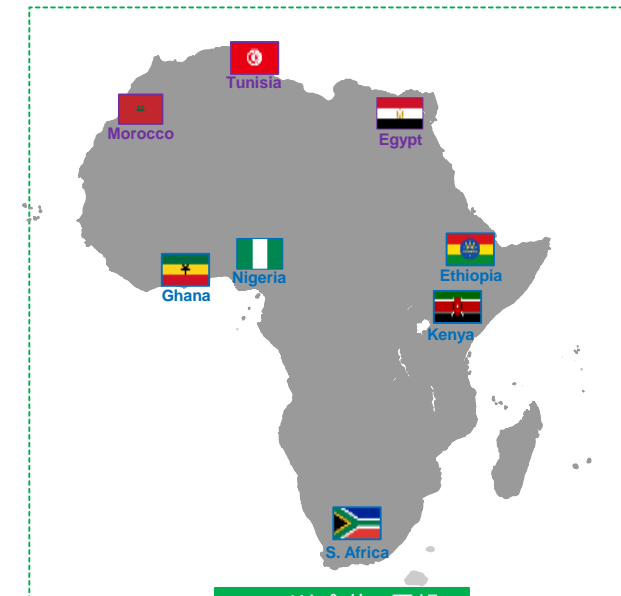 Tunisia
Morocco
Egypt
Nigeria
Ethiopia
Ghana
Kenya
S. Africa